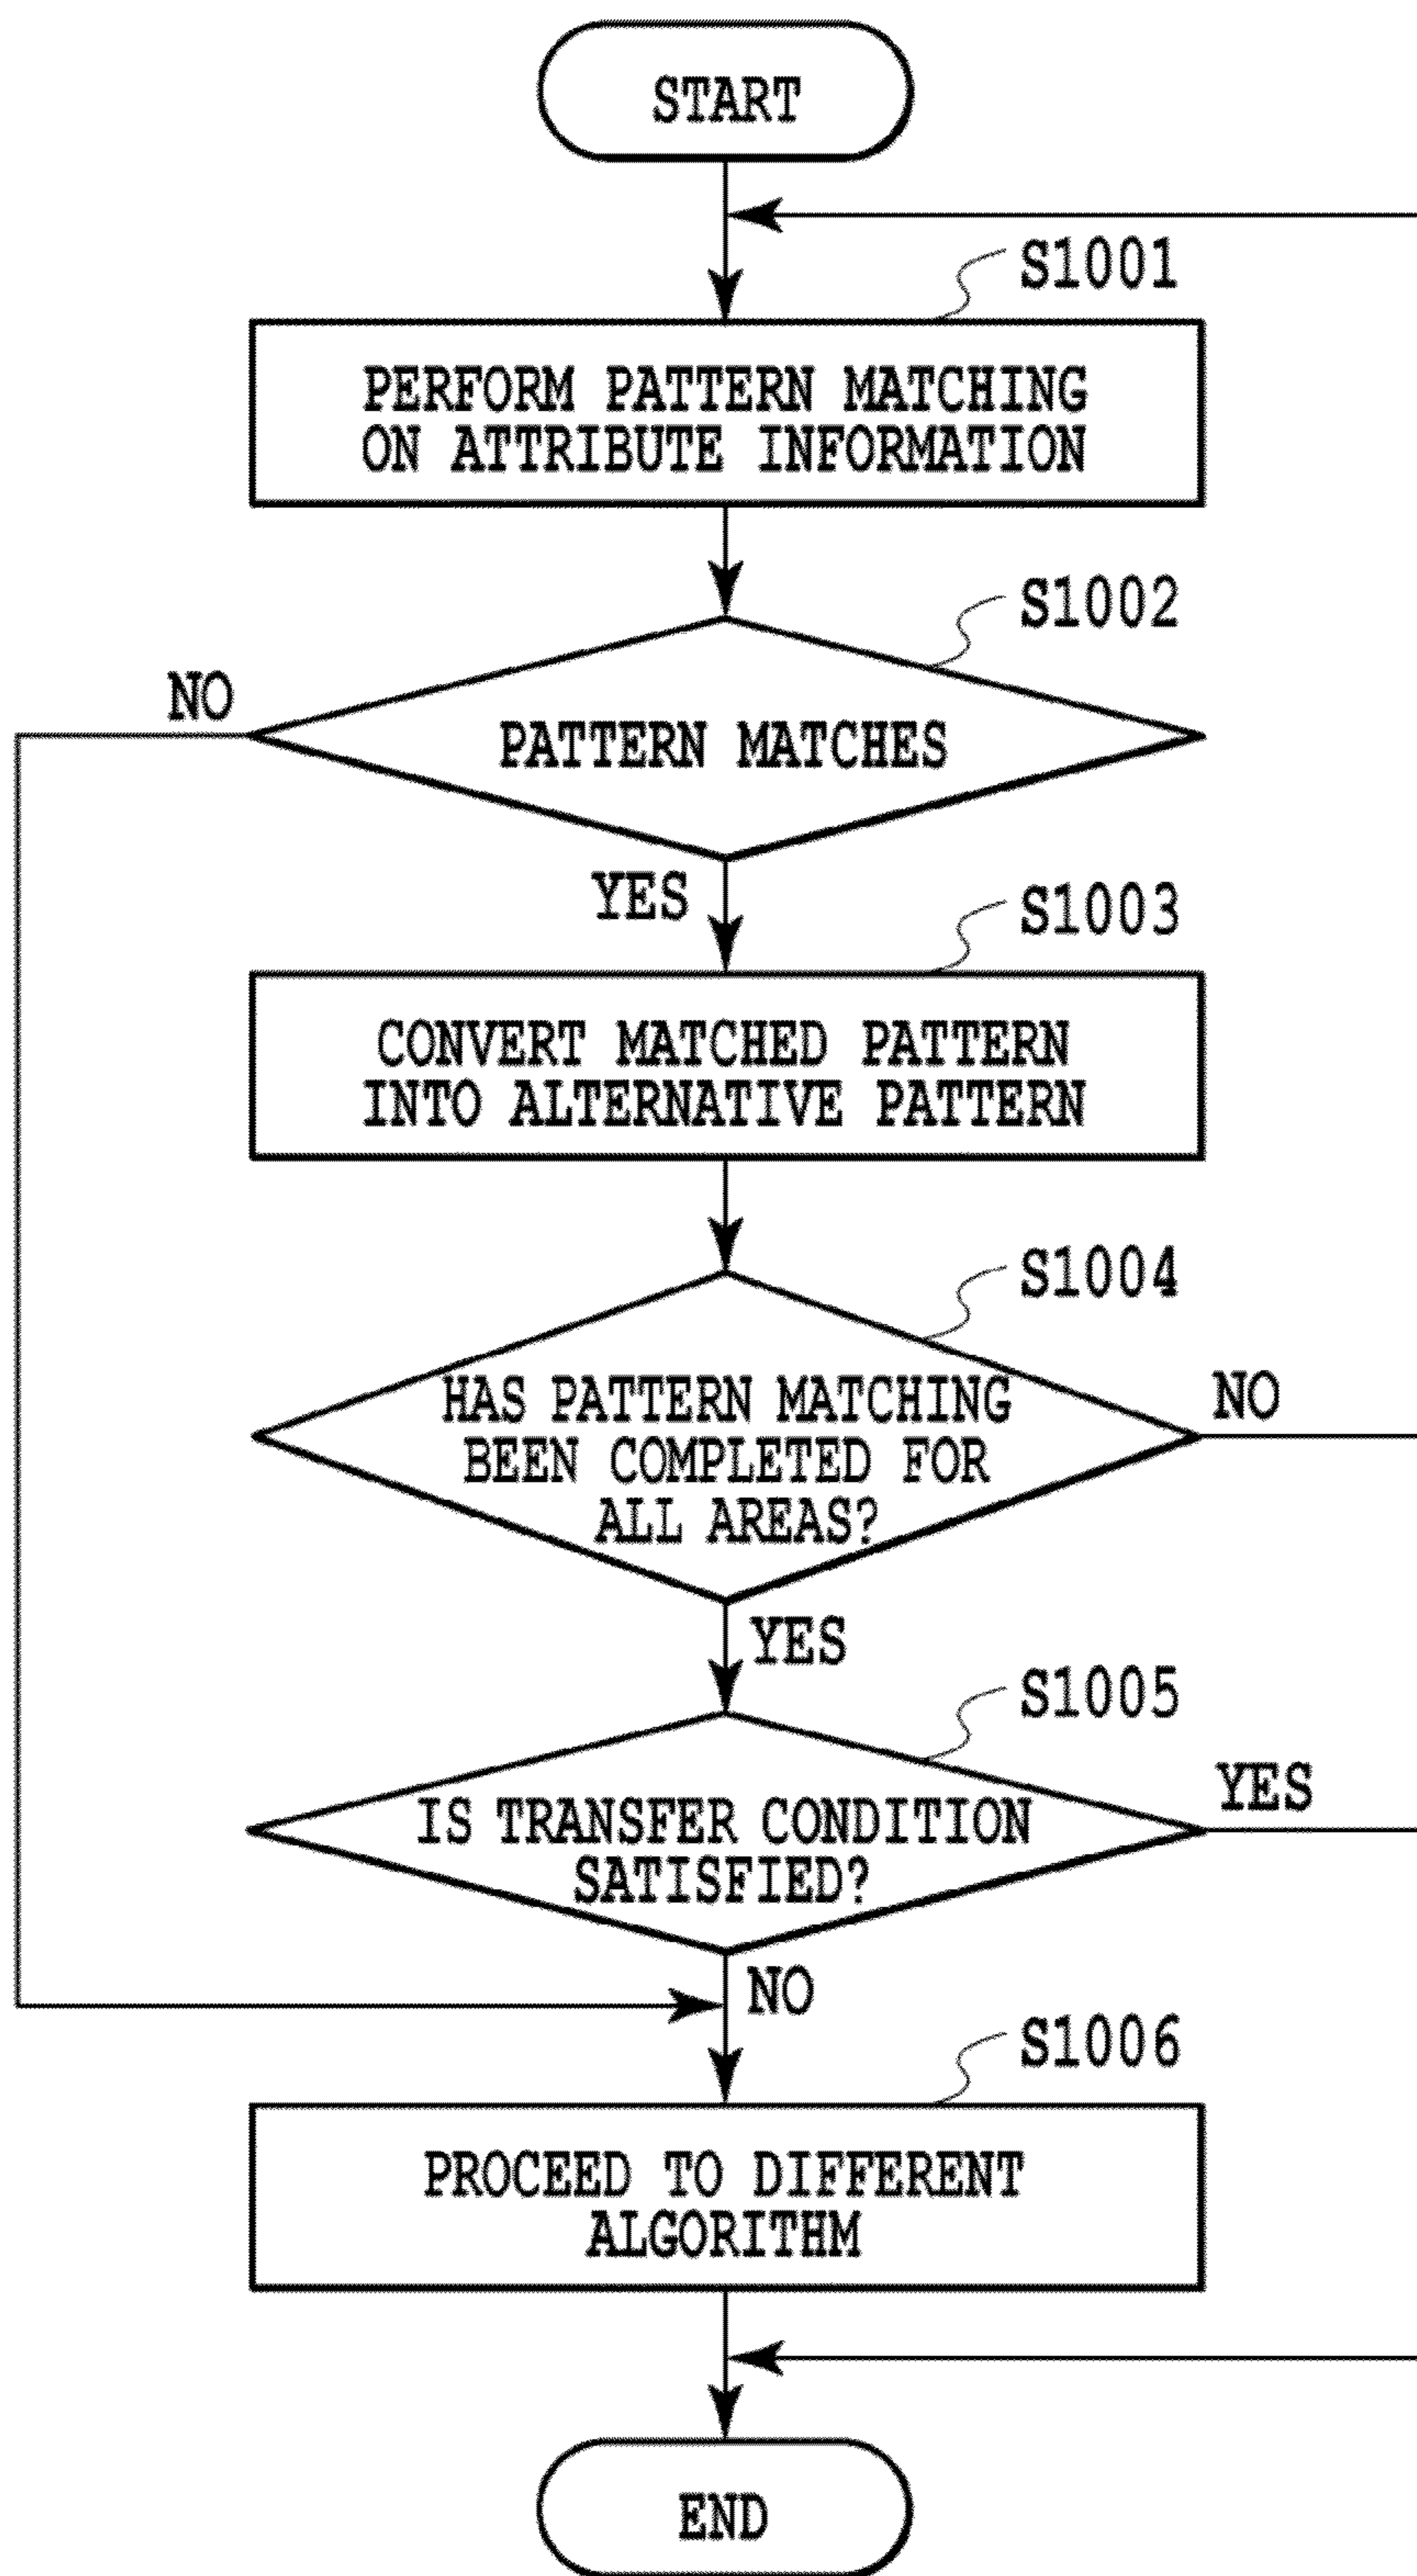 START
S1001
PERFORM PATTERN MATCHING
ON ATTRIBUTE INFORMATION
S1002
NO
PATTERN MATCHES
YES
S1003
CONVERT MATCHED PATTERN
INTO ALTERNATIVE PATTERN
S1004
HAS PATTERN MATCHING
BEEN COMPLETED FOR
ALL AREAS?
NO
YES
S1005
IS TRANSFER CONDITION
SATISFIED?
YES
NO
S1006
PROCEED TO DIFFERENT
ALGORITHM
END